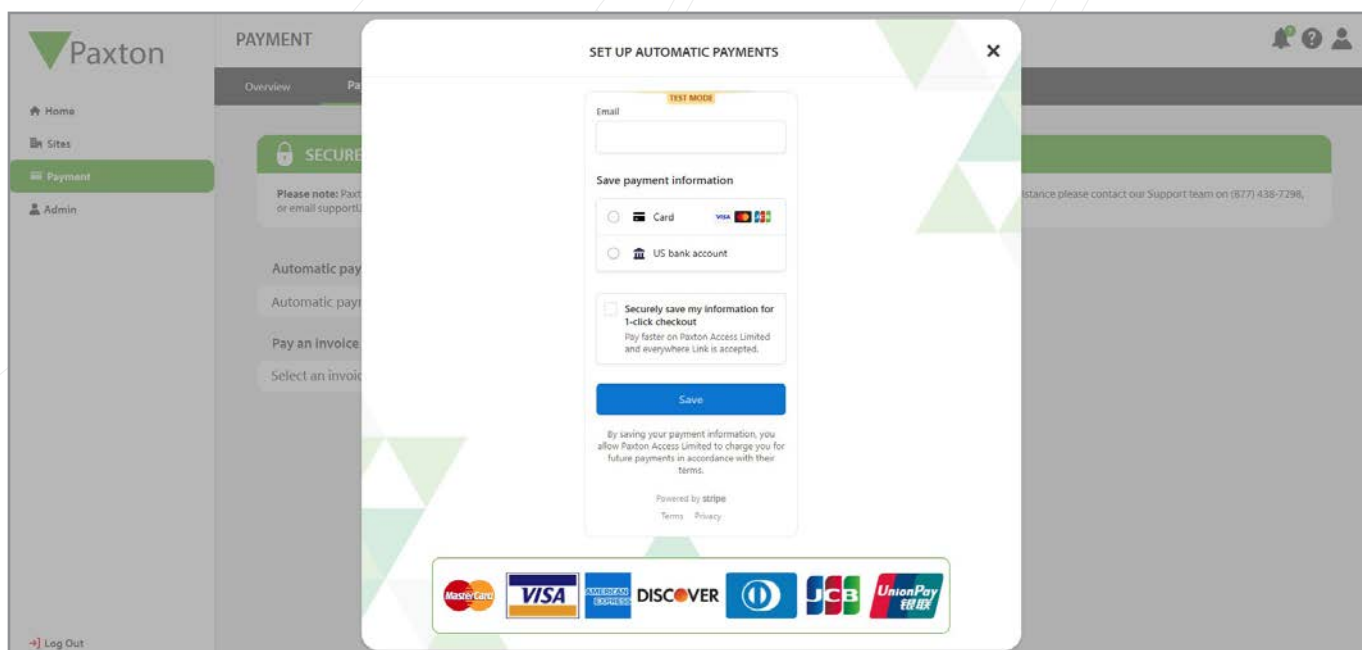 Paxton
Home
Sites
Payment
Admin
Log Out
PAYMENT
Overview
SECURE
Please note:
istance please contact our Support team on (877) 438-7298,
or email
Automatic
Automatic
Pay an invoice
Select an
SET UP AUTOMATIC PAYMENTS
TEST MODE
Email
Save payment information
Card VISA
US bank account
Securely save my information for
1-click checkout
Pay faster on Paxton Access Limited
and everywhere Link is accepted.
Save
By saving your payment information, you
allow Paxton Access Limited to charge you for
future payments in accordance with their
terms.
Powered by stripe
Terms Privacy
MasterCard VISA AMERICAN EXPRESS DISCOVER JCB UnionPay
银联